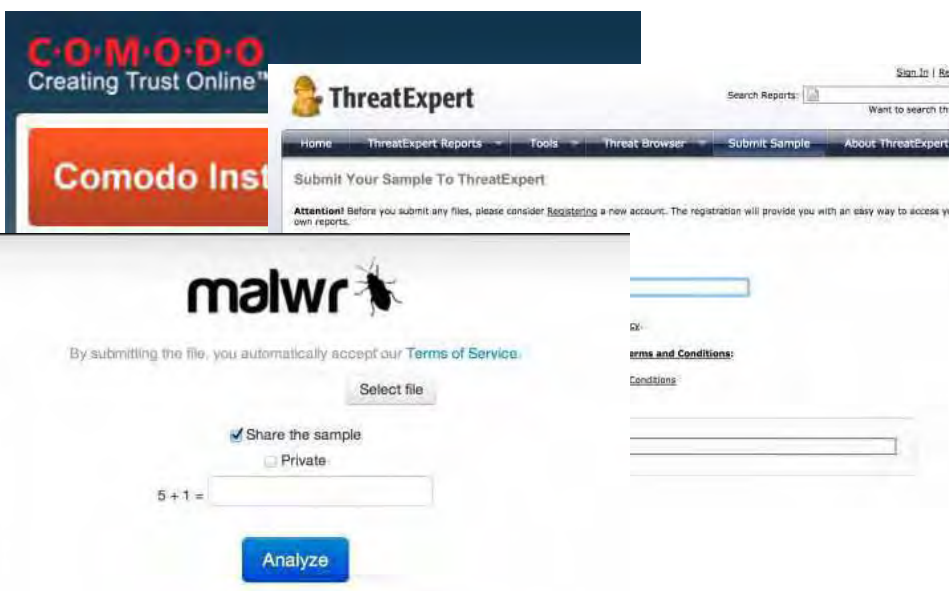 C·O·M·O·D·O
Creating Trust Online™
Comodo Inst
ThreatExpert
Sign In | Re
Search Reports:
Want to search th
Home ThreatExpert Reports Tools Threat Browser Submit Sample About ThreatExpert
Submit Your Sample To ThreatExpert
Attention! Before you submit any files, please consider Registering a new account. The registration will provide you with an easy way to access y
own reports.
malwr
By submitting the file, you automatically accept our Terms of Service.
Select file
Share the sample
Private
5 + 1 =
Analyze
cy.
erms and Conditions:
Conditions